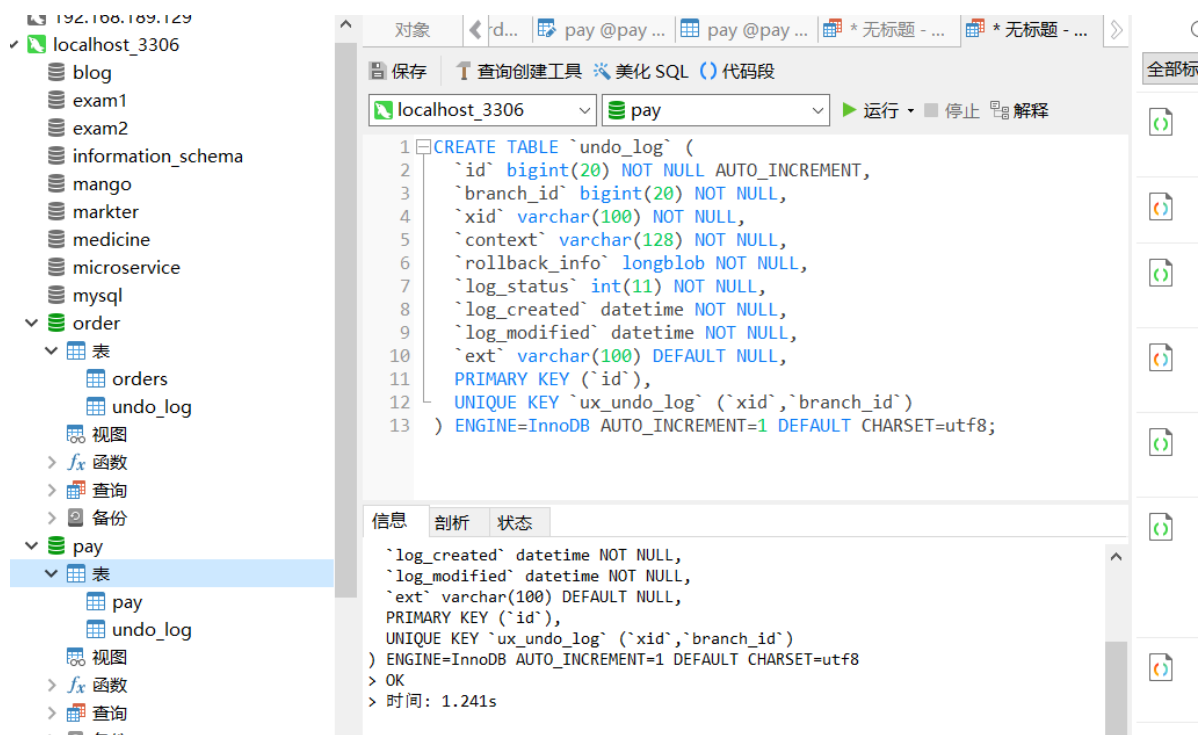 192.168.189.129
localhost_3306
blog
exam1
exam2
information_schema
mango
markter
medicine
microservice
mysql
order
表
orders
undo_log
视图
fx 函数
查询
备份
pay
表
pay
undo_log
视图
fx 函数
查询
对象 rd... pay @pay ... pay @pay ... * 无标题 - ... * 无标题 - ...
保存 查询创建工具 美化 SQL () 代码段
localhost_3306 pay 运行 停止 解释
1 CREATE TABLE `undo_log` (
2 `id` bigint(20) NOT NULL AUTO_INCREMENT,
3 `branch_id` bigint(20) NOT NULL,
4 `xid` varchar(100) NOT NULL,
5 `context` varchar(128) NOT NULL,
6 `rollback_info` longblob NOT NULL,
7 `log_status` int(11) NOT NULL,
8 `log_created` datetime NOT NULL,
9 `log_modified` datetime NOT NULL,
10 `ext` varchar(100) DEFAULT NULL,
11 PRIMARY KEY (`id`),
12 UNIQUE KEY `ux_undo_log` (`xid`,`branch_id`)
13 ) ENGINE=InnoDB AUTO_INCREMENT=1 DEFAULT CHARSET=utf8;
信息 剖析 状态
`log_created` datetime NOT NULL,
`log_modified` datetime NOT NULL,
`ext` varchar(100) DEFAULT NULL,
PRIMARY KEY (`id`),
UNIQUE KEY `ux_undo_log` (`xid`,`branch_id`)
) ENGINE=InnoDB AUTO_INCREMENT=1 DEFAULT CHARSET=utf8
> OK
> 时间: 1.241s
全部标